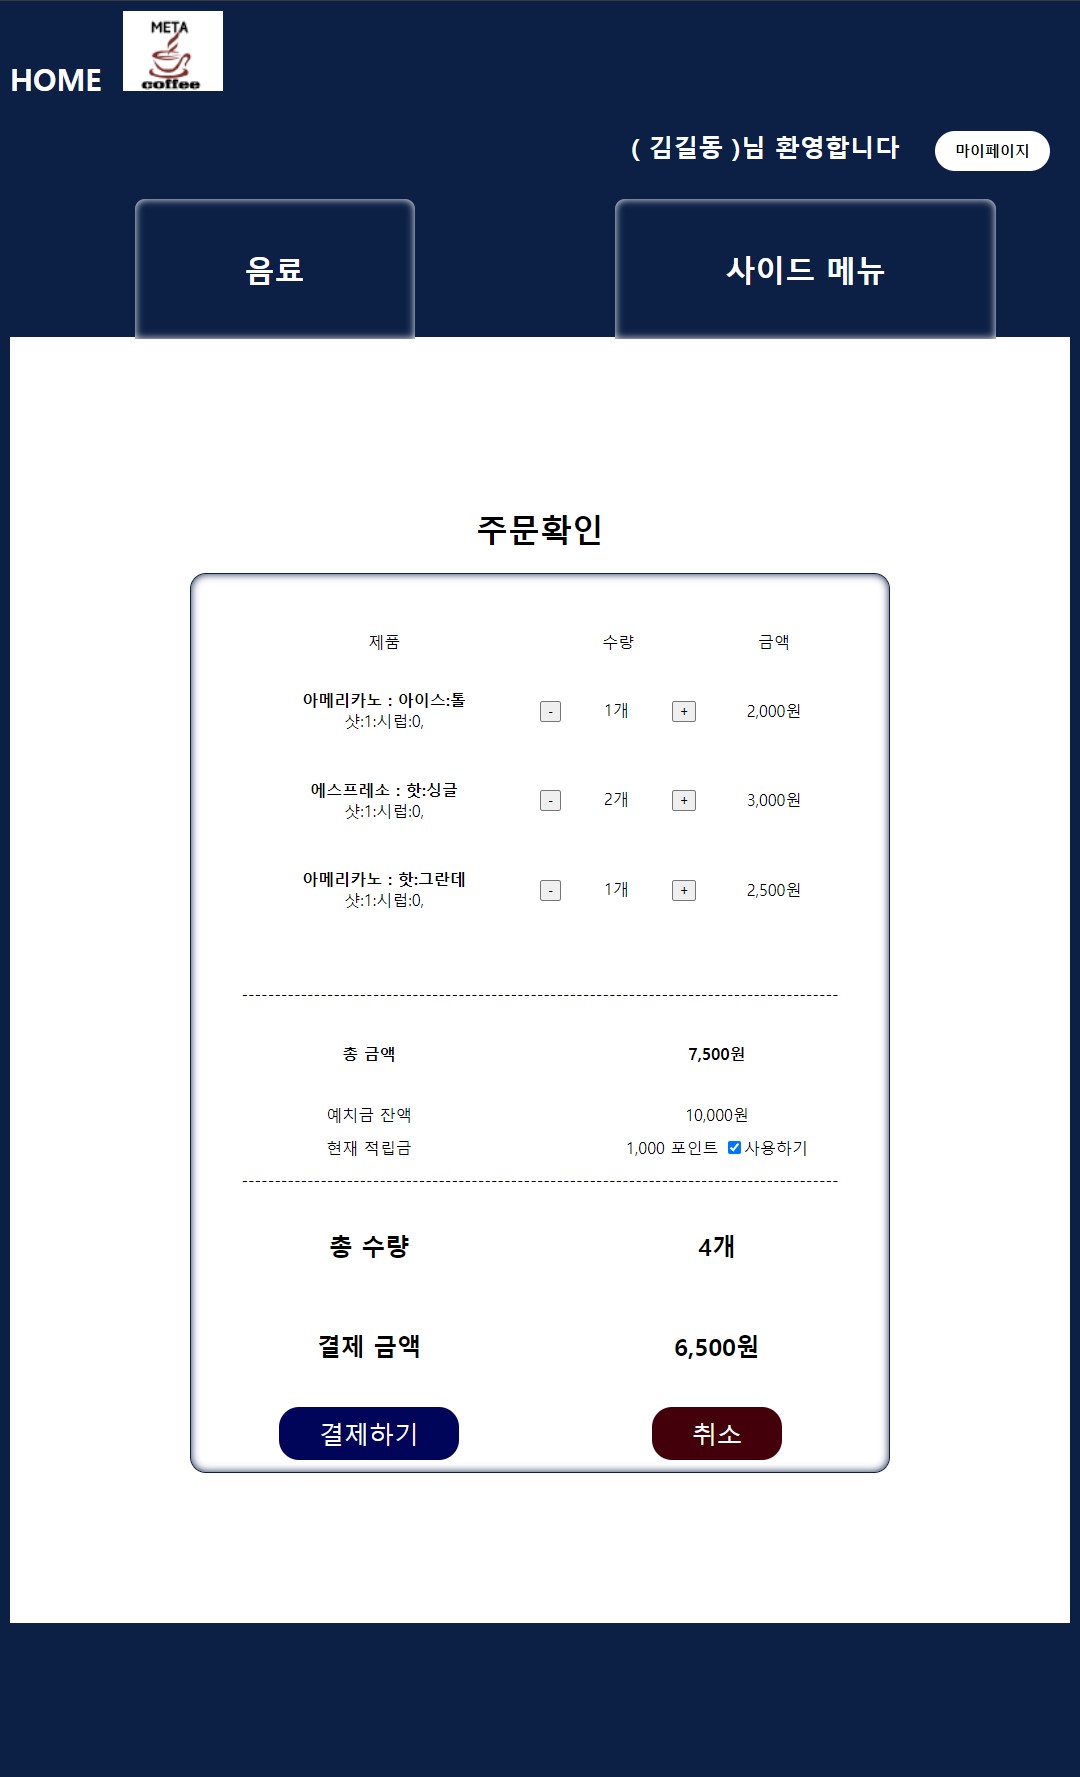 META
coffee
HOME
( 김길동 )님 환영합니다 마이페이지
음료 사이드 메뉴
주문확인
제품 수량 금액
아메리카노 : 아이스:톨
샷:1:시럽:0,
- 1개 + 2,000원
에스프레소 : 핫:싱글
샷:1:시럽:0,
- 2개 + 3,000원
아메리카노 : 핫:그란데
샷:1:시럽:0,
- 1개 + 2,500원
총 금액 7,500원
예치금 잔액 10,000원
현재 적립금 1,000 포인트 사용하기
총 수량 4개
결제 금액 6,500원
결제하기 취소